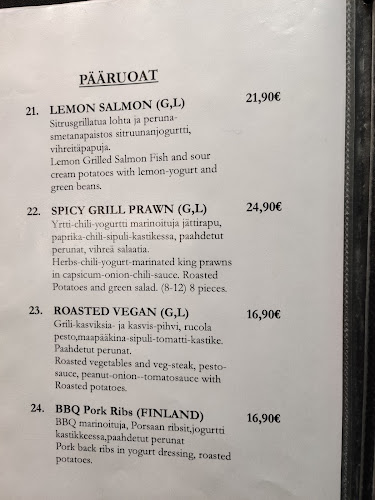 PÄÄRUOAT
21. LEMON SALMON (G,L) 21,90€
Sitrusgrillatua lohta ja peruna-
smetanapaistos sitruunanjogurtti,
vihreitäpapuja.
Lemon Grilled Salmon Fish and sour
cream potatoes with lemon-yogurt and
green beans.
22. SPICY GRILL PRAWN (G,L) 24,90€
Yrtti-chili-yogurtti marinoituja jättirapu,
paprika-chili-sipuli-kastikessa, paahdetut
perunat, vihreä salaatia.
Herbs-chili-yogurt-marinated king prawns
in capsicum-onion-chili-sauce. Roasted
Potatoes and green salad. (8-12) 8 pieces.
23. ROASTED VEGAN (G,L) 16,90€
Grili-kasviksia- ja kasvis-pihvi, rucola
pesto,maapääkina-sipuli-tomatti-kastike.
Paahdetut perunat.
Roasted vegetables and veg-steak, pesto-
sauce, peanut-onion--tomatosauce with
Roasted potatoes.
24. BBQ Pork Ribs (FINLAND) 16,90€
BBQ marinoituja, Porsaan ribsit,jogurtti
kastikkeessa,paahdetut perunat
Pork back ribs in yogurt dressing, roasted
potatoes.